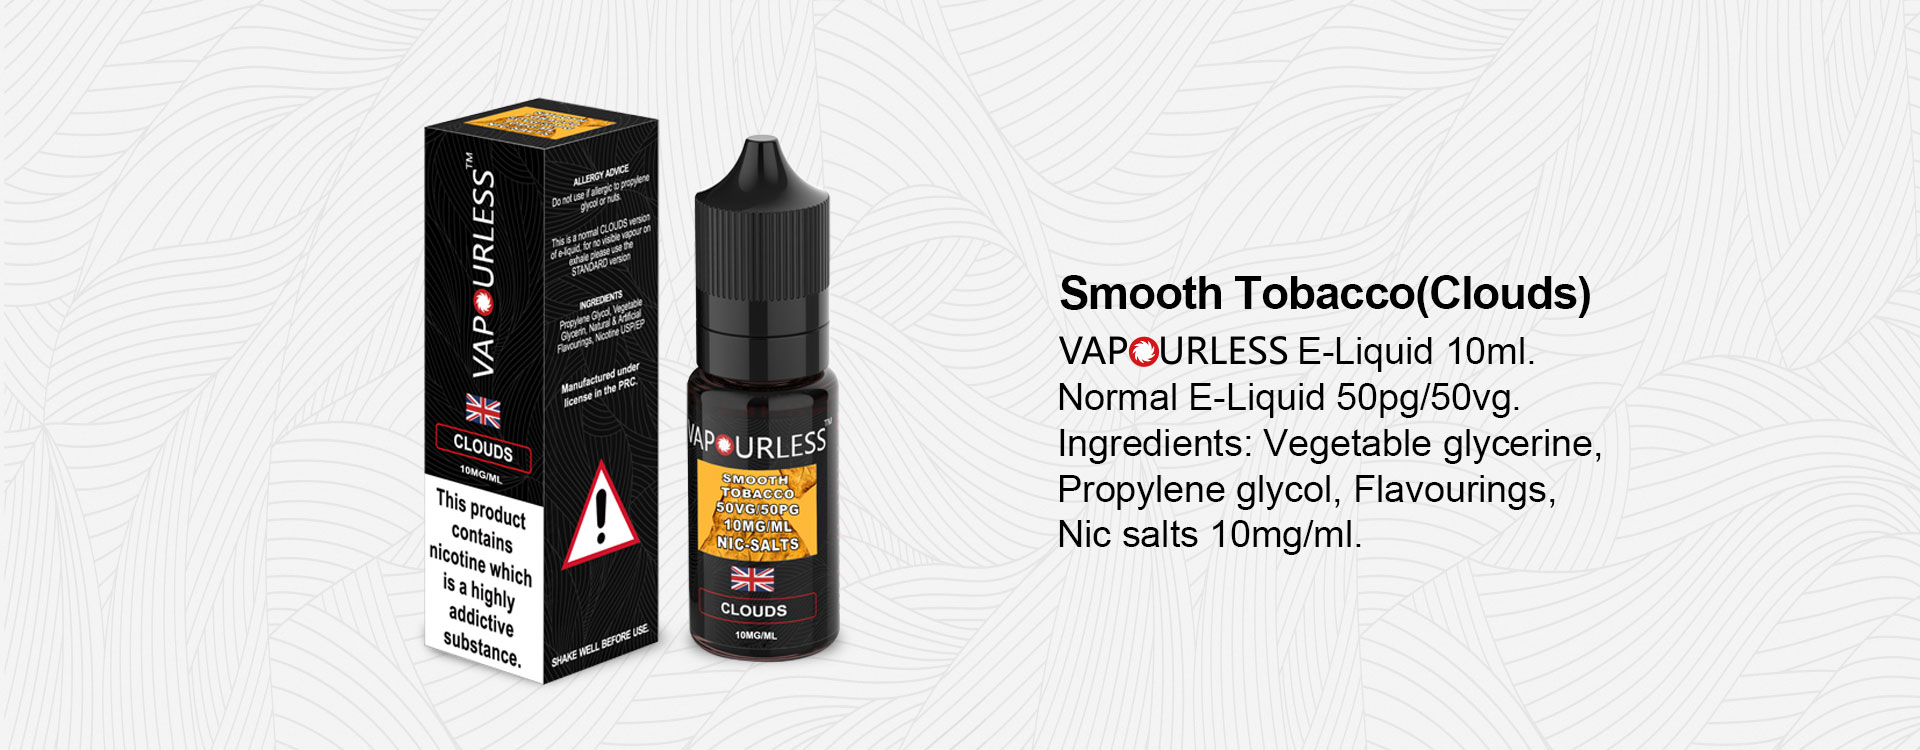 VAPOURLESS™
CLOUDS
10MG/ML
This product
contains
nicotine which
is a highly
addictive
substance.
ALLERGY ADVICE
Do not use if allergic to propylene
glycol or nuts.
This is a normal CLOUDS version
of e-liquid, for no visible vapour on
exhale please use the
STANDARD version
INGREDIENTS
Propylene Glycol, Vegetable
Glycerin, Natural & Artificial
Flavourings, Nicotine USP/EP
Manufactured under
license in the PRC.
SHAKE WELL BEFORE USE.
VAPOURLESS™
SMOOTH
TOBACCO
50VG/50PG
10MG/ML
NIC-SALTS
CLOUDS
10MG/ML
Smooth Tobacco(Clouds)
VAPOURLESS E-Liquid 10ml.
Normal E-Liquid 50pg/50vg.
Ingredients: Vegetable glycerine,
Propylene glycol, Flavourings,
Nic salts 10mg/ml.